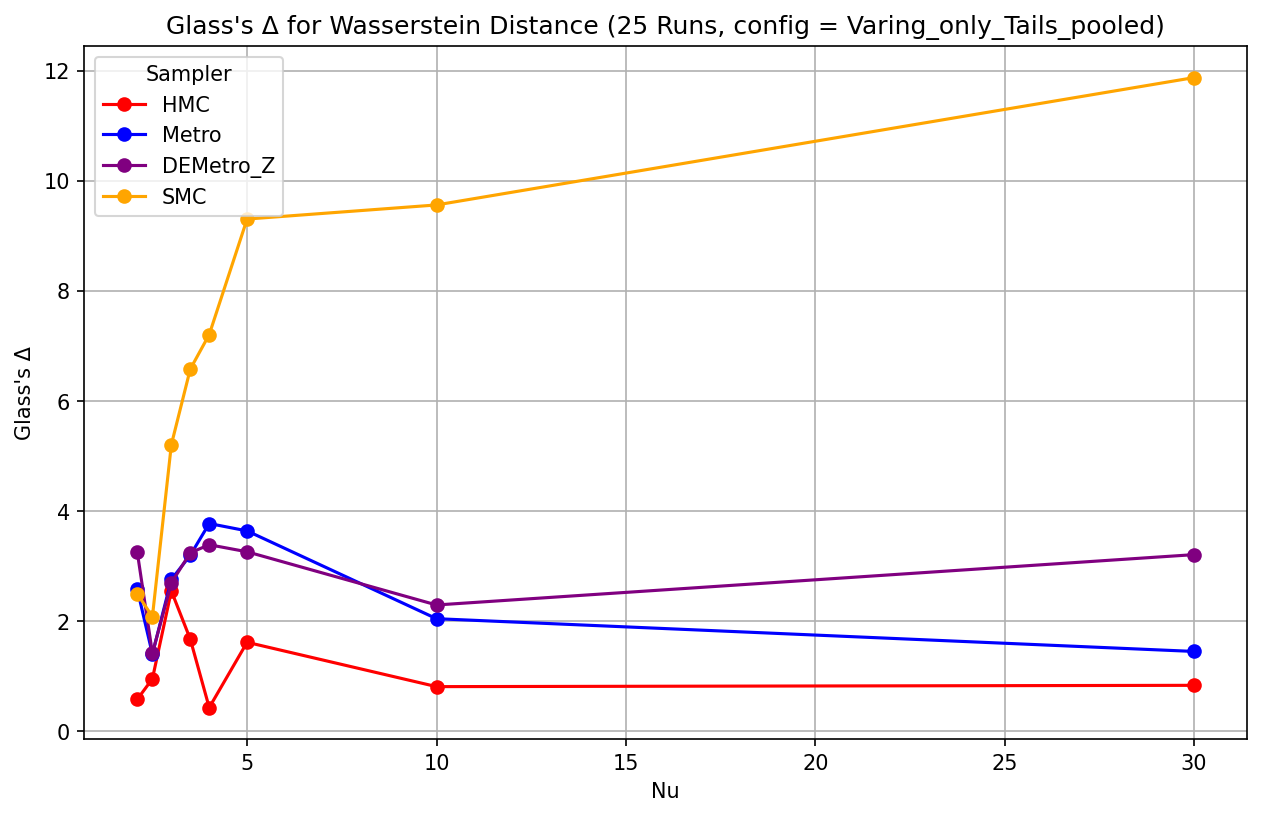 Glass's Δ for Wasserstein Distance (25 Runs, config = Varing_only_Tails_pooled)
Sampler
HMC
Metro
DEMetro_Z
SMC
12
10
8
6
4
2
0
Glass's Δ
5 10 15 20 25 30
Nu